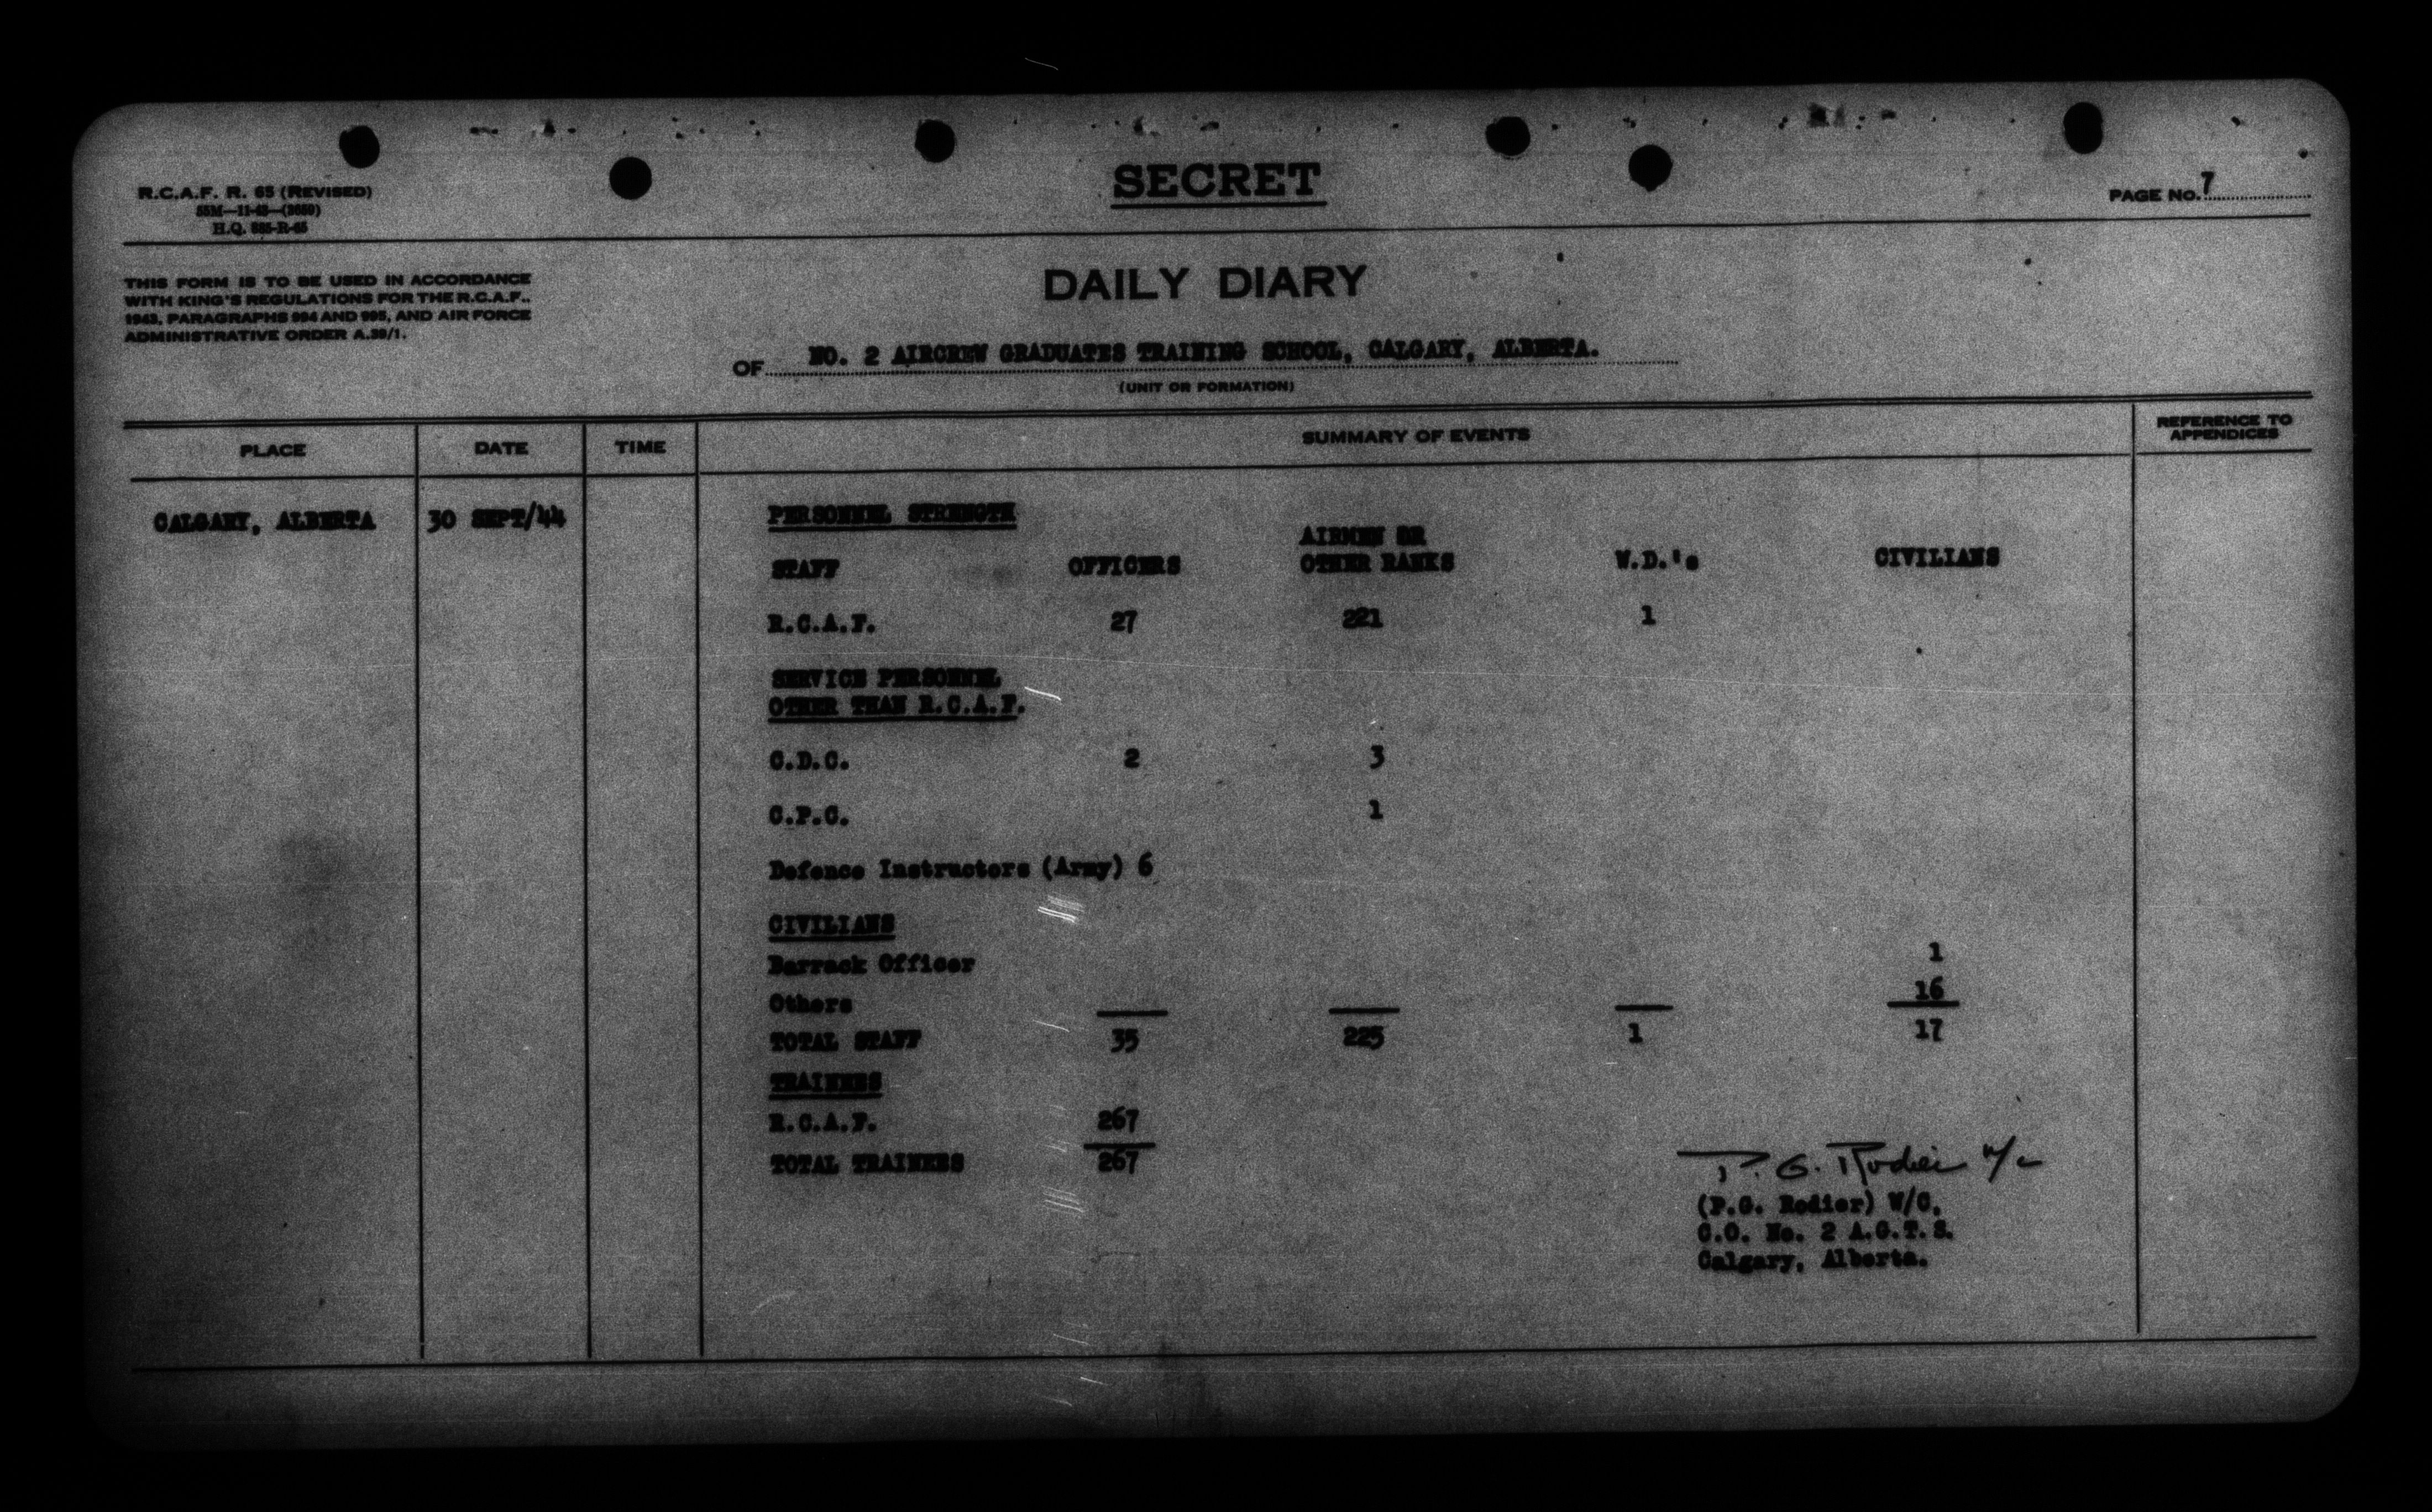 SECRET
R.C.A.F. R. 65 (REVISED)
55M—11-43—(3659)
H.Q. 885-R-65
PAGE NO. 7
THIS FORM IS TO BE USED IN ACCORDANCE
WITH KING'S REGULATIONS FOR THE R.C.A.F.,
1943, PARAGRAPHS 994 AND 995, AND AIR FORCE
ADMINISTRATIVE ORDER A.39/1.
DAILY DIARY
OF NO. 2 AIRCREW GRADUATES TRAINING SCHOOL, CALGARY, ALBERTA.
(UNIT OR FORMATION)
PLACE DATE TIME SUMMARY OF EVENTS REFERENCE TO APPENDICES
CALGARY, ALBERTA 30 SEPT/44 PERSONNEL STRENGTH
AIRMEN OR
STAFF OFFICERS OTHER RANKS W.D.'s CIVILIANS
R.C.A.F. 27 221 1
SERVICE PERSONNEL
OTHER THAN R.C.A.F.
C.D.C. 2 3
C.P.C. 1
Defence Instructors (Army) 6
CIVILIANS
Barrack Officer 1
Others 16
TOTAL STAFF 35 225 1 17
TRAINEES
R.C.A.F. 267
TOTAL TRAINEES 267
P. G. Rodier W/C
(P.G. Rodier) W/C,
C.O. No. 2 A.G.T.S.
Calgary, Alberta.